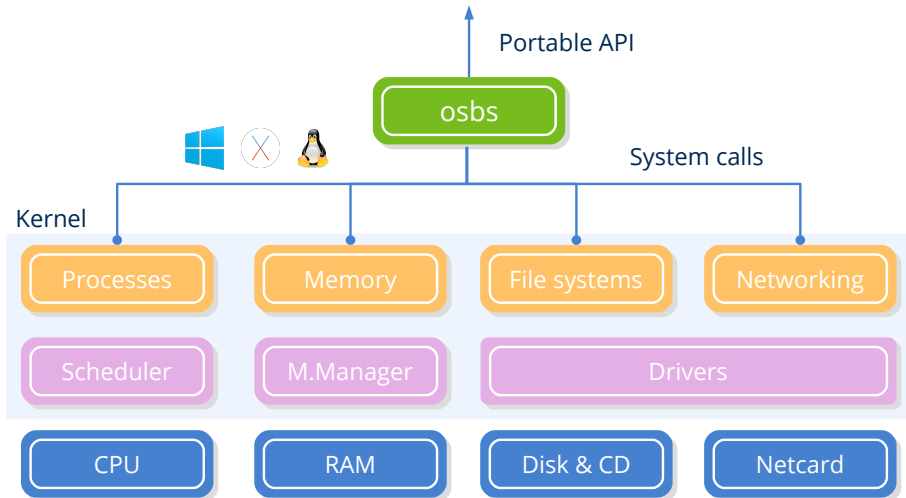 Portable API
osbs
System calls
Kernel
Processes
Memory
File systems
Networking
Scheduler
M.Manager
Drivers
CPU
RAM
Disk & CD
Netcard